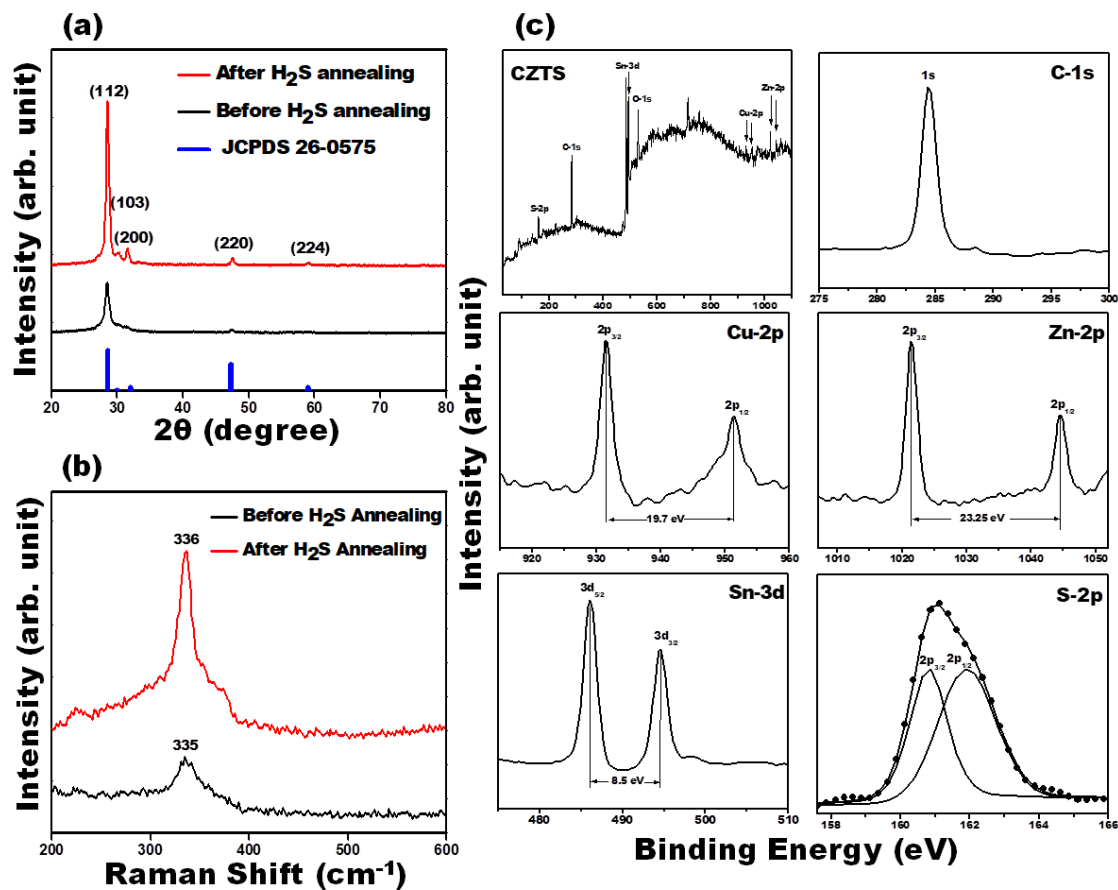 (a)
After H₂S annealing
Before H₂S annealing
JCPDS 26-0575
(112)
(103)
(200)
(220)
(224)
Intensity (arb. unit)
20 30 40 50 60 70 80
2θ (degree)
(b)
Before H₂S Annealing
After H₂S Annealing
336
335
Intensity (arb. unit)
200 300 400 500 600
Raman Shift (cm⁻¹)
(c)
CZTS
Sn-3d
O-1s
C-1s
S-2p
Cu-2p
Zn-2p
200 400 600 800 1000
C-1s
1s
275 280 285 290 295 300
Cu-2p
2p₃/₂
2p₁/₂
19.7 eV
920 930 940 950 960
Zn-2p
2p₃/₂
2p₁/₂
23.25 eV
1010 1020 1030 1040 1050
Sn-3d
3d₅/₂
3d₃/₂
8.5 eV
480 490 500 510
S-2p
2p₃/₂
2p₁/₂
158 160 162 164 166
Intensity (arb. unit)
Binding Energy (eV)